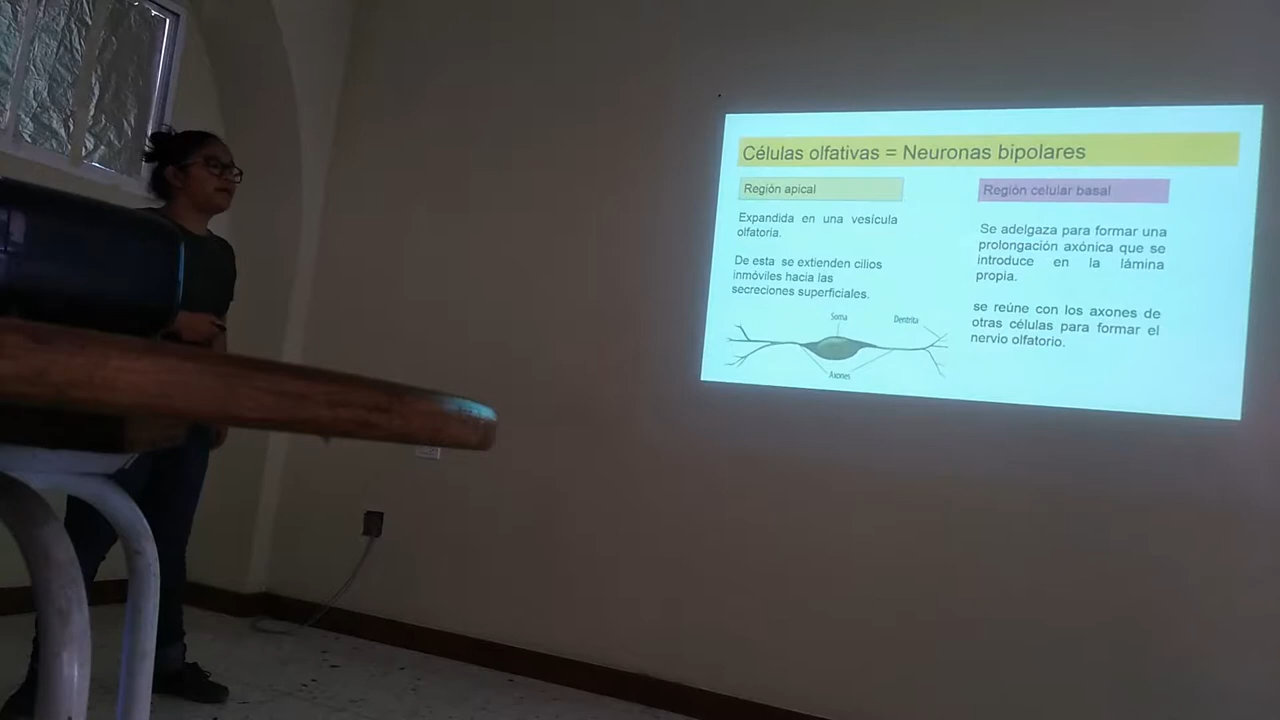 Células olfativas = Neuronas bipolares
Región apical
Expandida en una vesícula
olfatoria.
De esta se extienden cilios
inmóviles hacia las
secreciones superficiales.
Soma
Dentrita
Axones
Región celular basal
Se adelgaza para formar una
prolongación axónica que se
introduce en la lámina
propia.
se reúne con los axones de
otras células para formar el
nervio olfatorio.